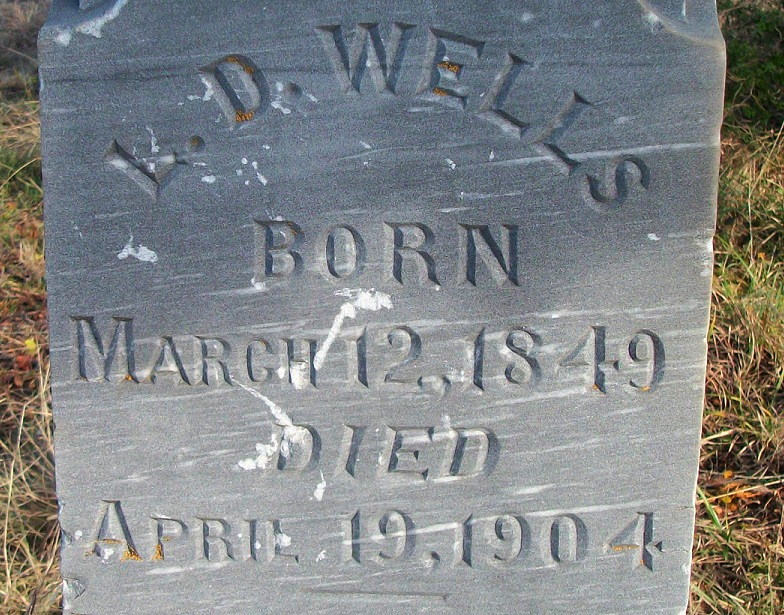 L. D. WELLS
BORN
MARCH 12, 1849
DIED
APRIL 19, 1904